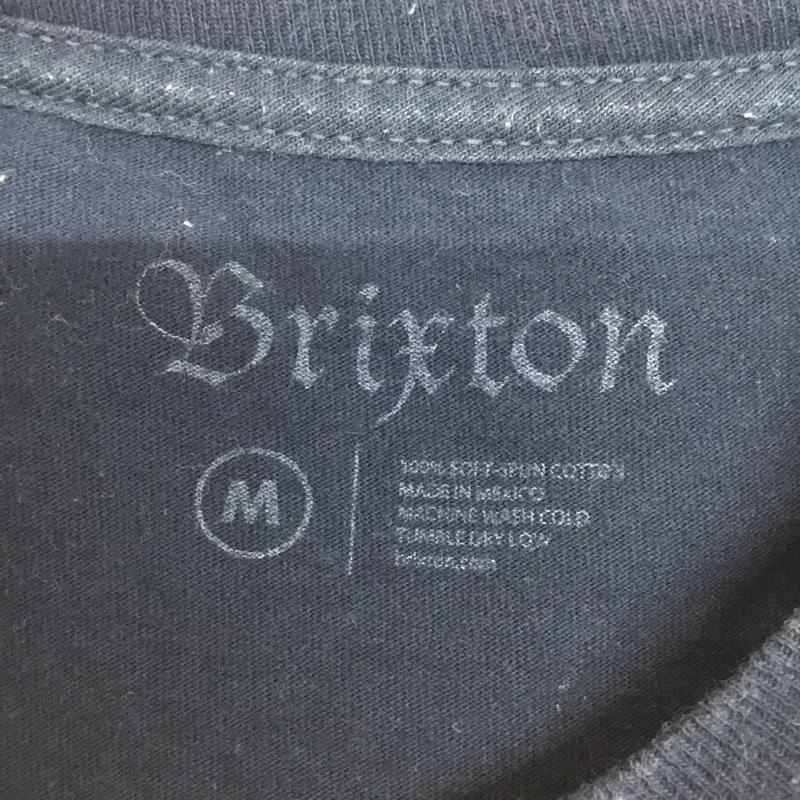 Brixton
M
100% SOFT-SPUN COTTON
MADE IN MEXICO
MACHINE WASH COLD
TUMBLE DRY LOW
brixton.com